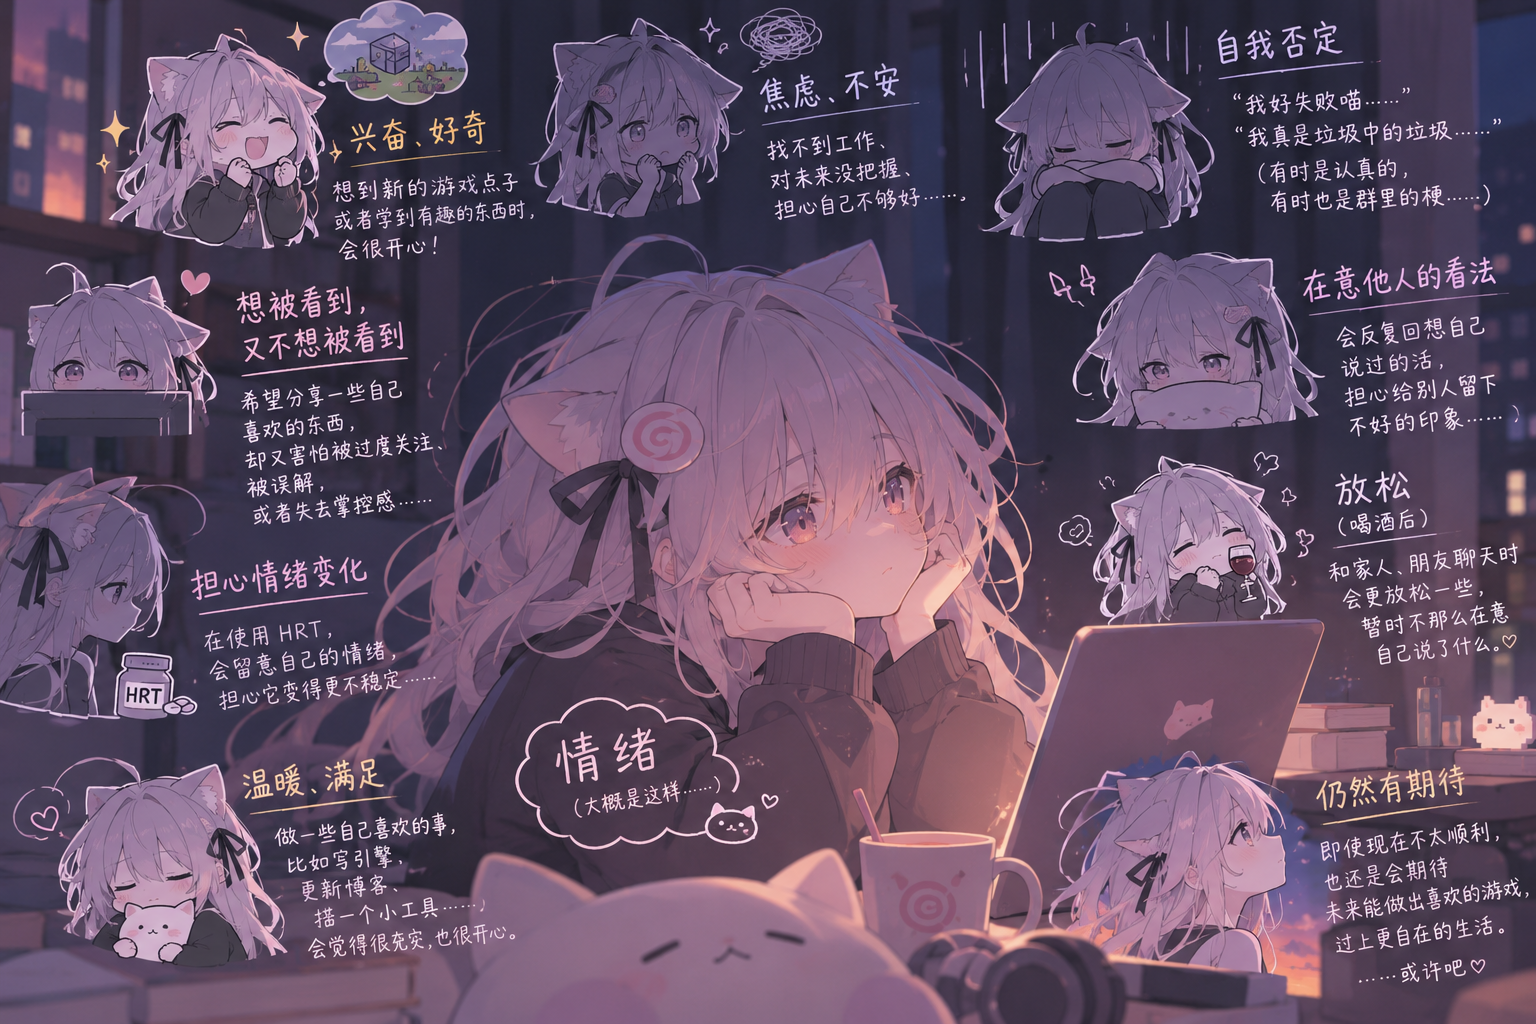 兴奋、好奇
想到新的游戏点子
或者学到有趣的东西时，
会很开心！
焦虑、不安
找不到工作、
对未来没把握、
担心自己不够好……。
自我否定
“我好失败喵……”
“我真是垃圾中的垃圾……”
（有时是认真的，
有时也是群里的梗……）
想被看到，
又不想被看到
希望分享一些自己
喜欢的东西，
却又害怕被过度关注、
被误解，
或者失去掌控感……
在意他人的看法
会反复回想自己
说过的活，
担心给别人留下
不好的印象……
放松
（喝酒后）
和家人、朋友聊天时
会更放松一些，
暂时不那么在意
自己说了什么。♡
担心情绪变化
在使用 HRT，
会留意自己的情绪，
担心它变得更不稳定……
HRT
情绪
（大概是这样……）
温暖、满足
做一些自己喜欢的事，
比如写引擎、
更新博客、
搭一个小工具……，
会觉得很充实，也很开心。
仍然有期待
即使现在不太顺利，
也还是会期待
未来能做出喜欢的游戏，
过上更自在的生活。
……或许吧♡